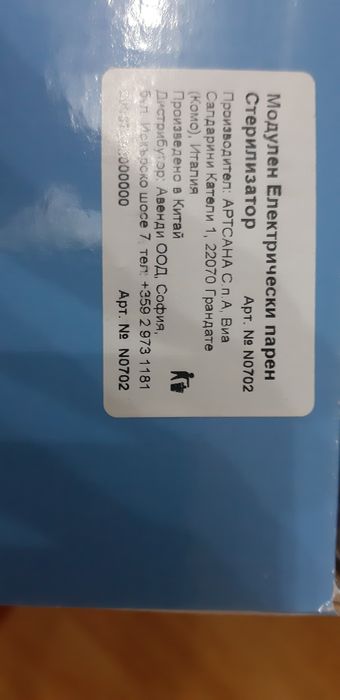 Модулен Електрически парен
Стерилизатор Арт. № N0702
Производител: АРТСАНА С.п.А, Виа
Салдарини Катели 1, 22070 Грандате
(Комо), Италия
Произведено в Китай
Дистрибутор: Авенди ООД, София,
бул. Искърско шосе 7, тел: +359 2 973 1181
Арт. № N0702